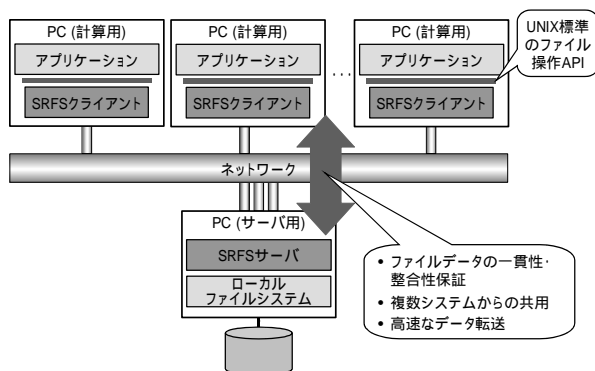 PC (計算用)
アプリケーション
SRFSクライアント
PC (計算用)
アプリケーション
SRFSクライアント
...
PC (計算用)
アプリケーション
SRFSクライアント
UNIX標準
のファイル
操作API
ネットワーク
PC (サーバ用)
SRFSサーバ
ローカル
ファイルシステム
• ファイルデータの一貫性・
整合性保証
• 複数システムからの共用
• 高速なデータ転送